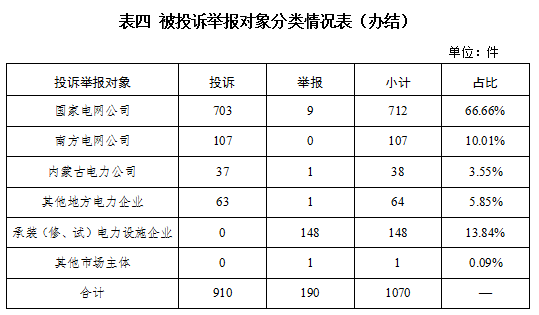 表四 被投诉举报对象分类情况表（办结）
单位：件
投诉举报对象 投诉 举报 小计 占比
国家电网公司 703 9 712 66.66%
南方电网公司 107 0 107 10.01%
内蒙古电力公司 37 1 38 3.55%
其他地方电力企业 63 1 64 5.85%
承装（修、试）电力设施企业 0 148 148 13.84%
其他市场主体 0 1 1 0.09%
合计 910 190 1070 —